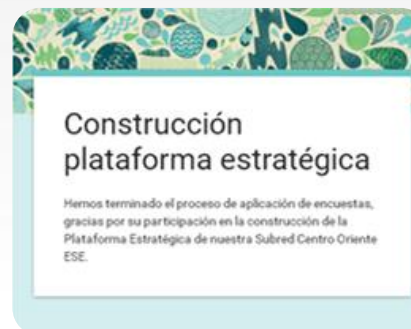 Construcción
plataforma estratégica
Hemos terminado el proceso de aplicación de encuestas,
gracias por su participación en la construcción de la
Plataforma Estratégica de nuestra Subred Centro Oriente
ESE.